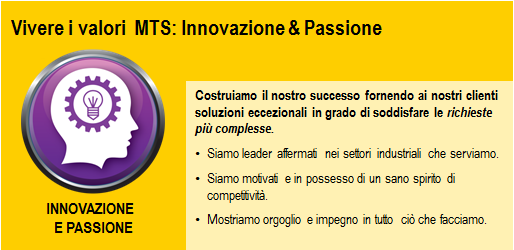 Vivere i valori MTS: Innovazione & Passione
INNOVAZIONE
E PASSIONE
Costruiamo il nostro successo fornendo ai nostri clienti
soluzioni eccezionali in grado di soddisfare le richieste
più complesse.
• Siamo leader affermati nei settori industriali che serviamo.
• Siamo motivati e in possesso di un sano spirito di
competitività.
• Mostriamo orgoglio e impegno in tutto ciò che facciamo.